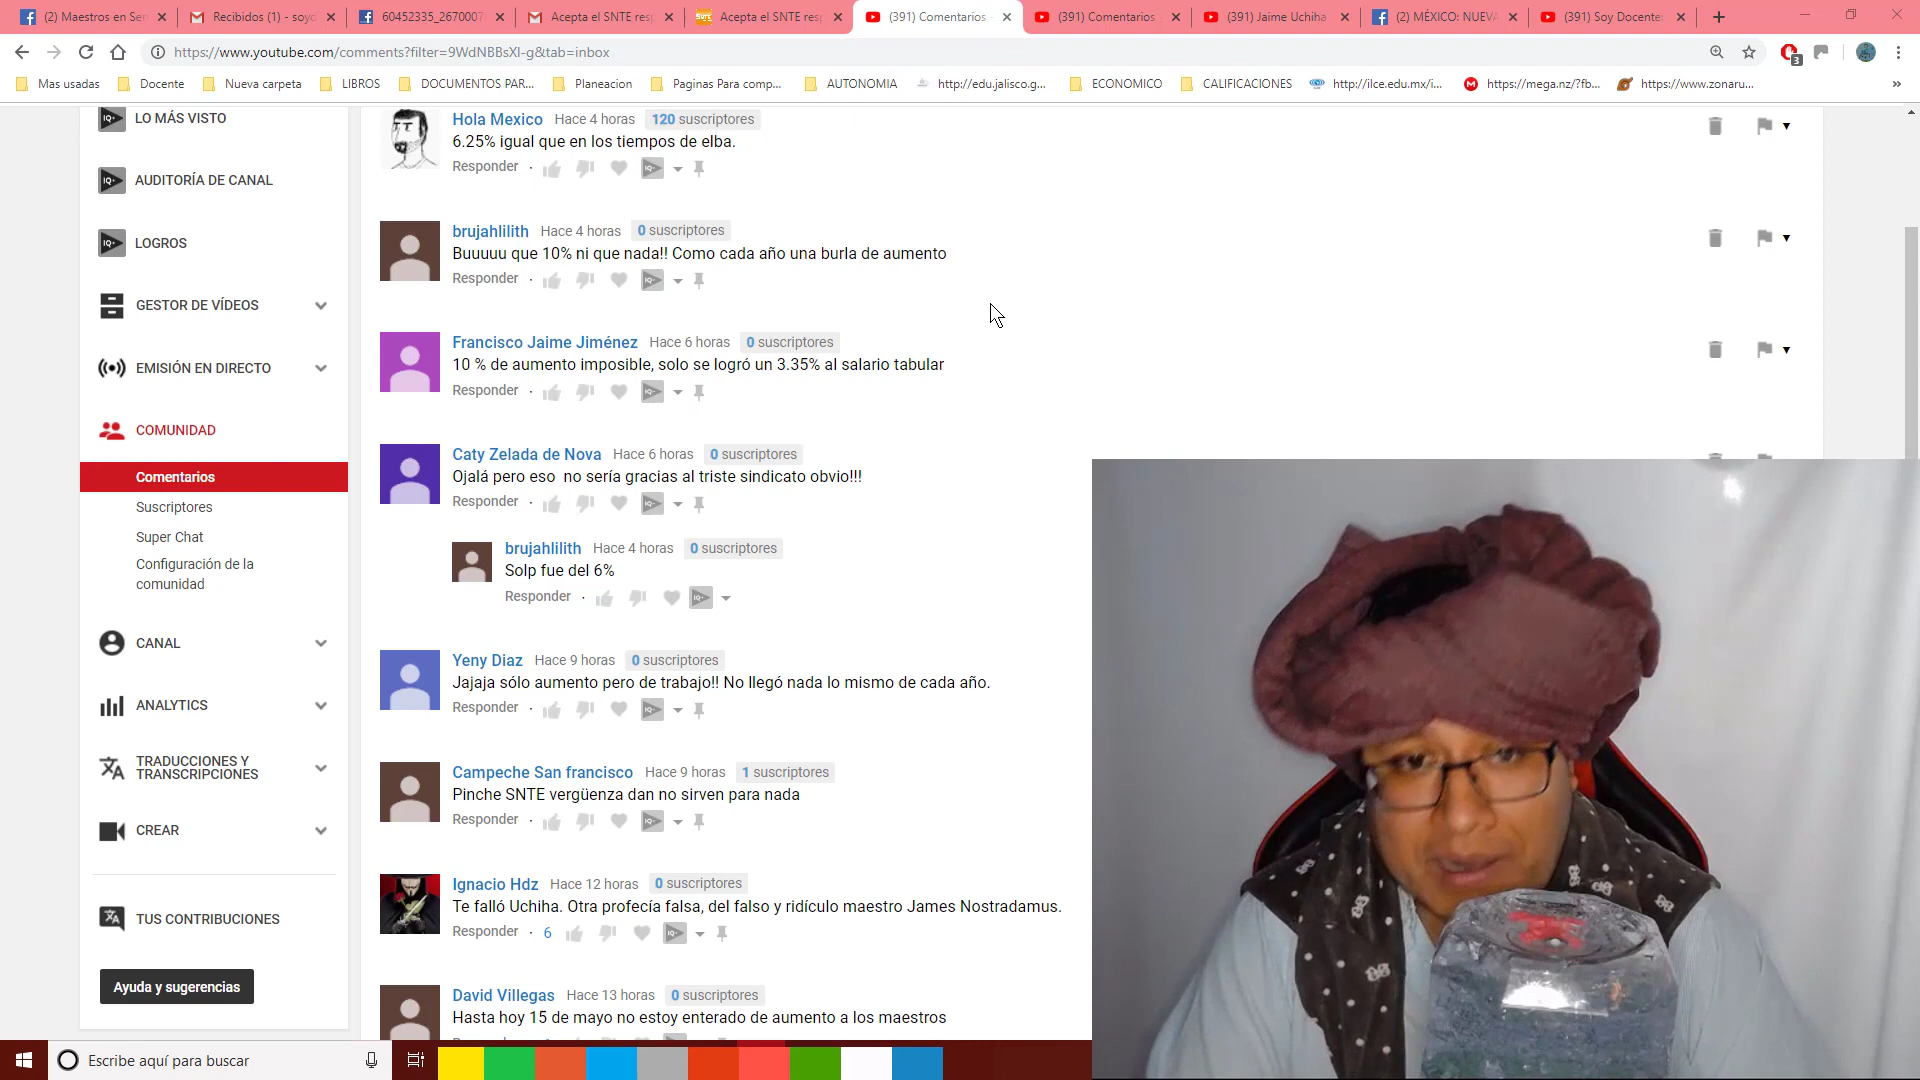 (2) Maestros en Ser
Recibidos (1) - soyd
60452335_2670007
Acepta el SNTE resp
Acepta el SNTE resp
(391) Comentarios -
(391) Comentarios
(391) Jaime Uchiha
(2) MÉXICO: NUEVA
(391) Soy Docente:
https://www.youtube.com/comments?filter=9WdNBBsXI-g&tab=inbox
3
Mas usadas
Docente
Nueva carpeta
LIBROS
DOCUMENTOS PAR...
Planeacion
Paginas Para comp...
AUTONOMIA
http://edu.jalisco.g...
ECONOMICO
CALIFICACIONES
http://ilce.edu.mx/i...
https://mega.nz/?fb...
https://www.zonaru...
»
LO MÁS VISTO
AUDITORÍA DE CANAL
LOGROS
GESTOR DE VÍDEOS
EMISIÓN EN DIRECTO
COMUNIDAD
Comentarios
Suscriptores
Super Chat
Configuración de la
comunidad
CANAL
ANALYTICS
TRADUCCIONES Y
TRANSCRIPCIONES
CREAR
TUS CONTRIBUCIONES
Ayuda y sugerencias
Hola Mexico Hace 4 horas 120 suscriptores
6.25% igual que en los tiempos de elba.
Responder ·
brujahlilith Hace 4 horas 0 suscriptores
Buuuuu que 10% ni que nada!! Como cada año una burla de aumento
Responder ·
Francisco Jaime Jiménez Hace 6 horas 0 suscriptores
10 % de aumento imposible, solo se logró un 3.35% al salario tabular
Responder ·
Caty Zelada de Nova Hace 6 horas 0 suscriptores
Ojalá pero eso no sería gracias al triste sindicato obvio!!!
Responder ·
brujahlilith Hace 4 horas 0 suscriptores
Solp fue del 6%
Responder ·
Yeny Diaz Hace 9 horas 0 suscriptores
Jajaja sólo aumento pero de trabajo!! No llegó nada lo mismo de cada año.
Responder ·
Campeche San francisco Hace 9 horas 1 suscriptores
Pinche SNTE vergüenza dan no sirven para nada
Responder ·
Ignacio Hdz Hace 12 horas 0 suscriptores
Te falló Uchiha. Otra profecía falsa, del falso y ridículo maestro James Nostradamus.
Responder · 6
David Villegas Hace 13 horas 0 suscriptores
Hasta hoy 15 de mayo no estoy enterado de aumento a los maestros
Escribe aquí para buscar